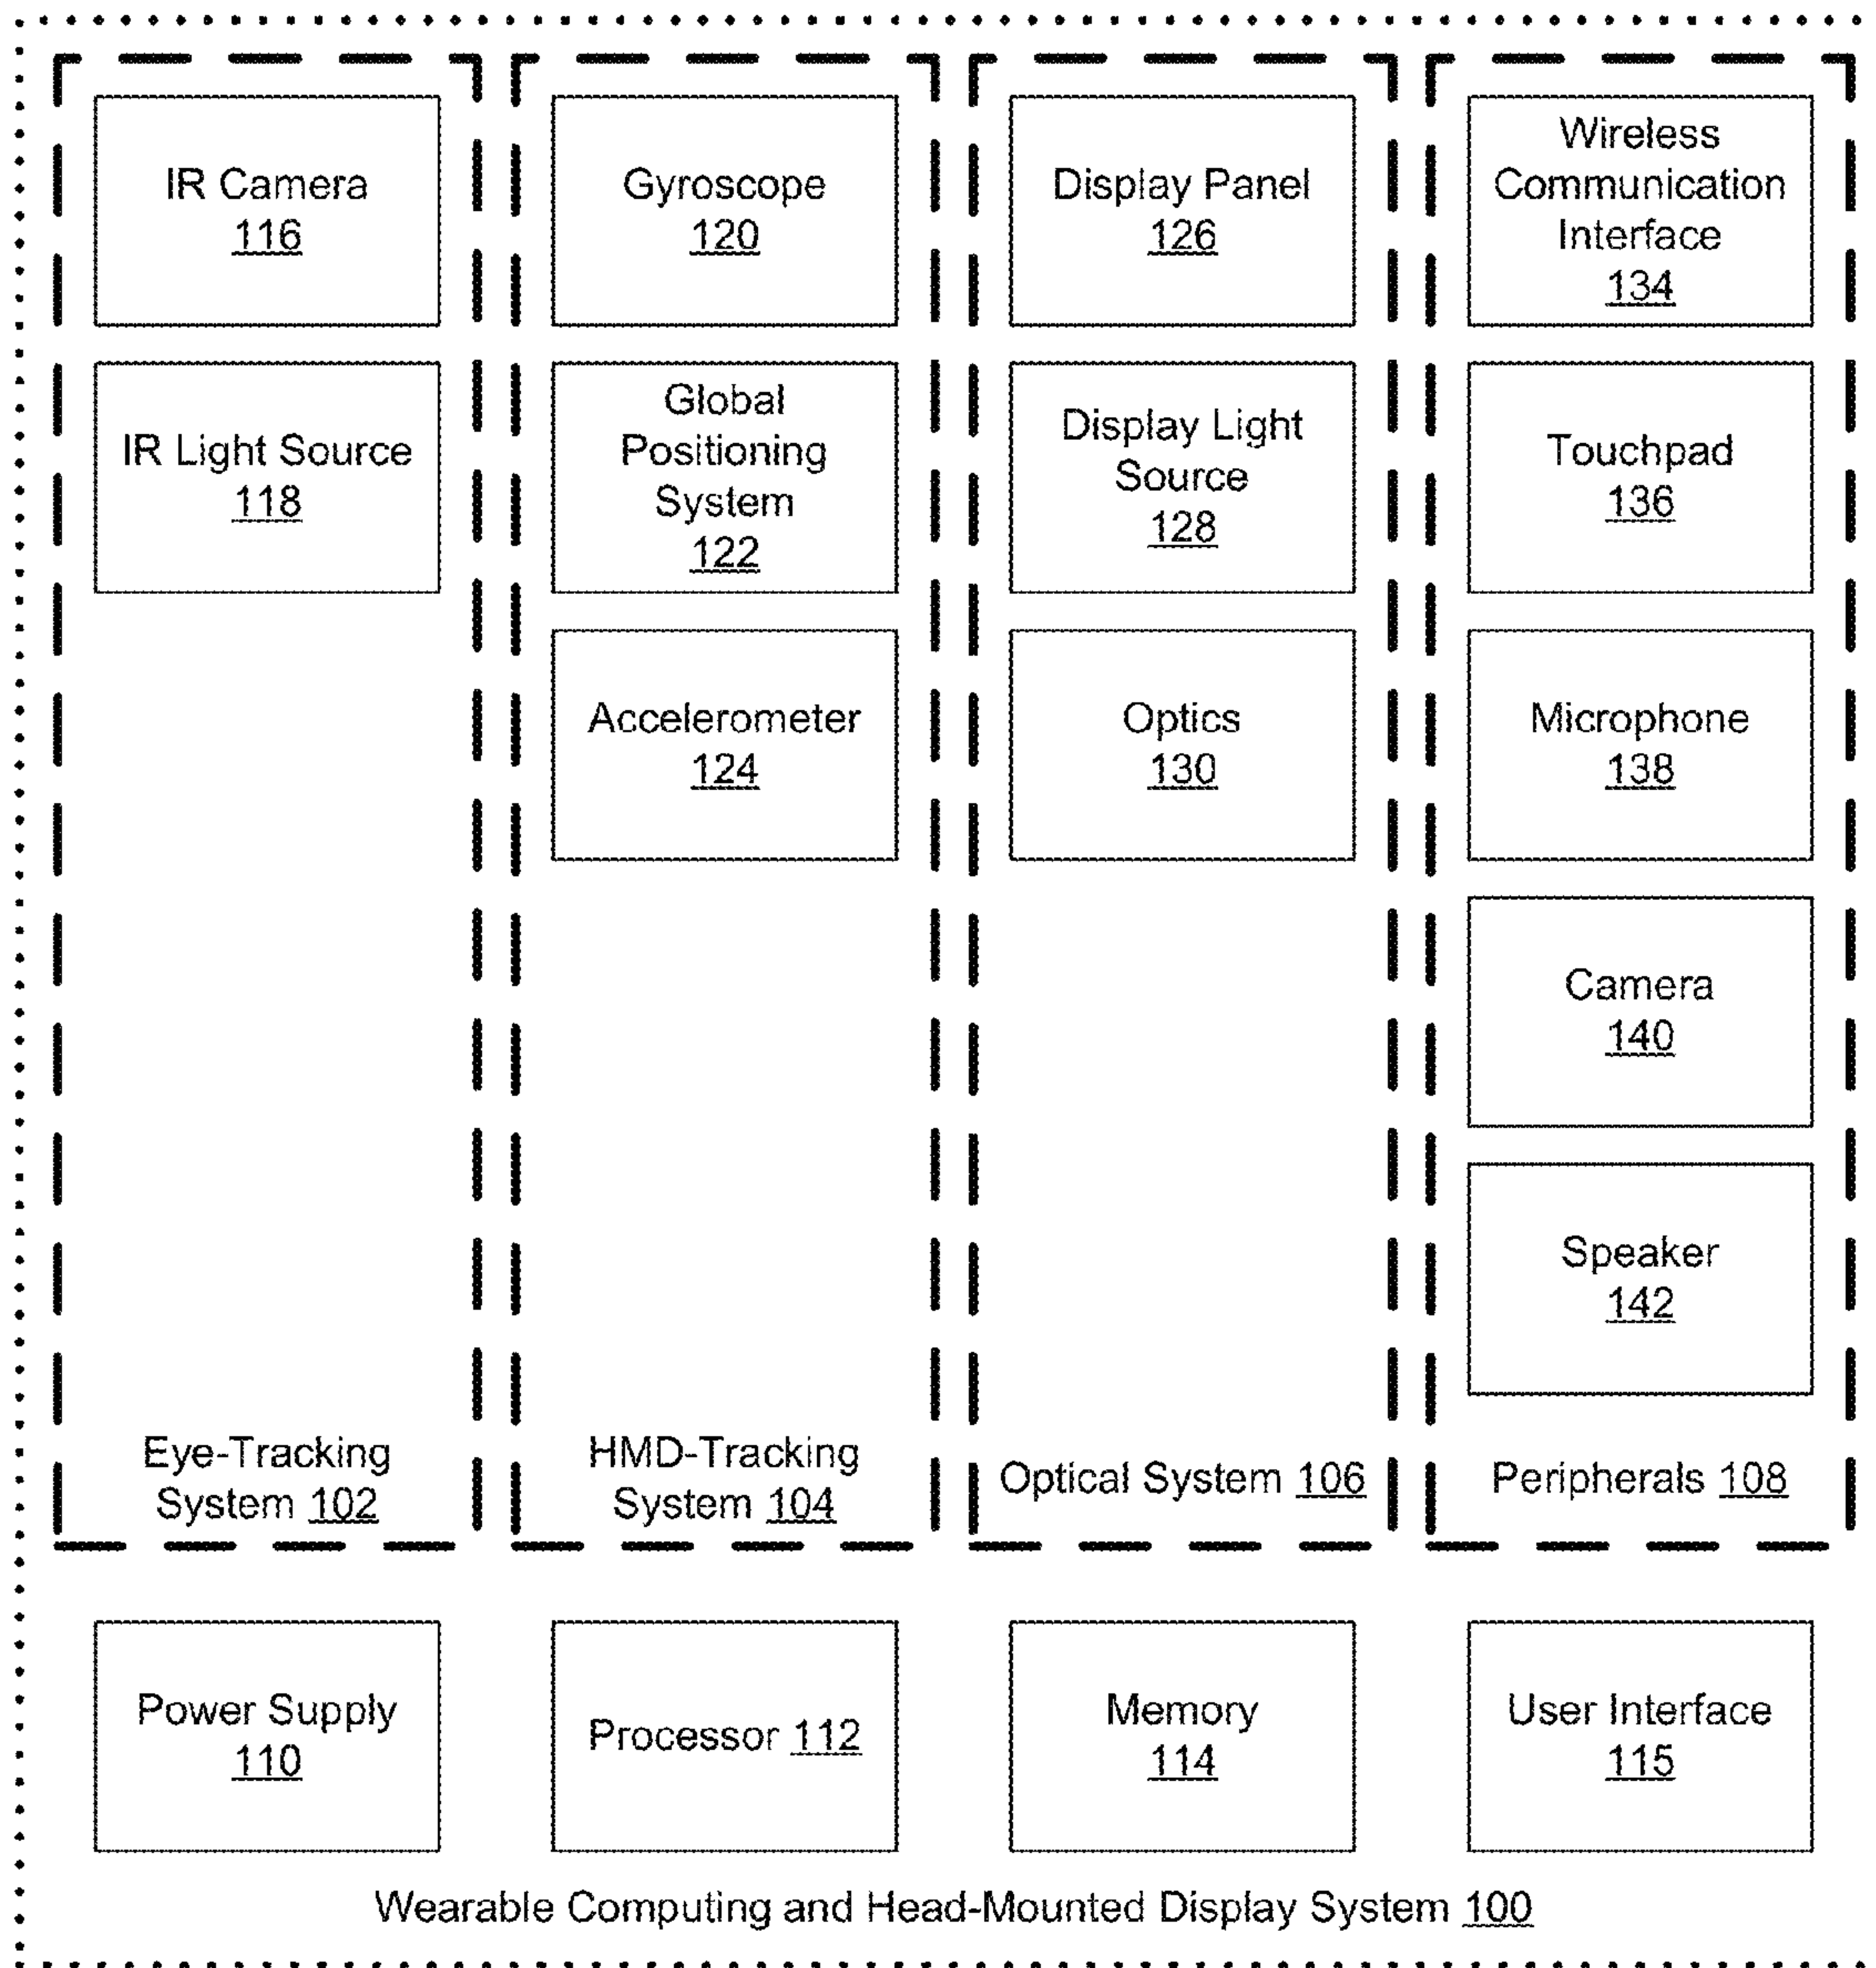 IR Camera
116
IR Light Source
118
Eye-Tracking
System 102
Gyroscope
120
Global
Positioning
System
122
Accelerometer
124
HMD-Tracking
System 104
Display Panel
126
Display Light
Source
128
Optics
130
Optical System 106
Wireless
Communication
Interface
134
Touchpad
136
Microphone
138
Camera
140
Speaker
142
Peripherals 108
Power Supply
110
Processor 112
Memory
114
User Interface
115
Wearable Computing and Head-Mounted Display System 100